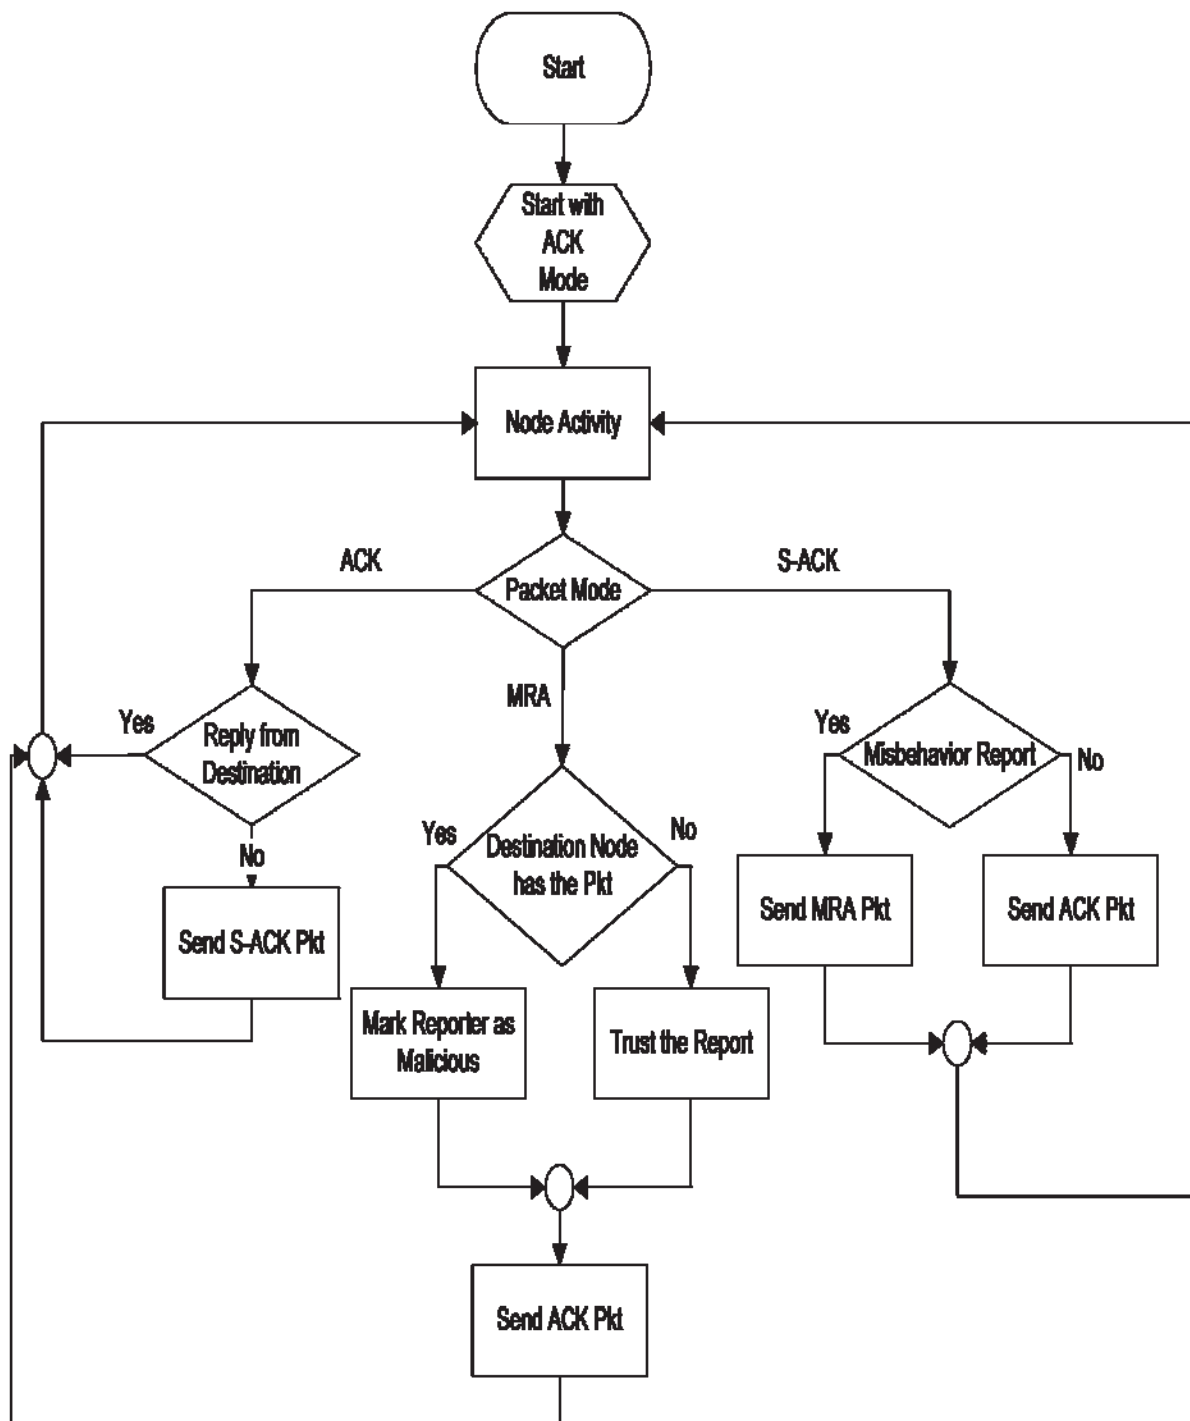 Start
Start with
ACK
Mode
Node Activity
ACK
S-ACK
Packet Mode
MRA
Yes
Reply from
Destination
No
Send S-ACK Pkt
Yes
Destination Node
has the Pkt
No
Yes
Misbehavior Report
No
Send MRA Pkt
Send ACK Pkt
Mark Reporter as
Malicious
Trust the Report
Send ACK Pkt